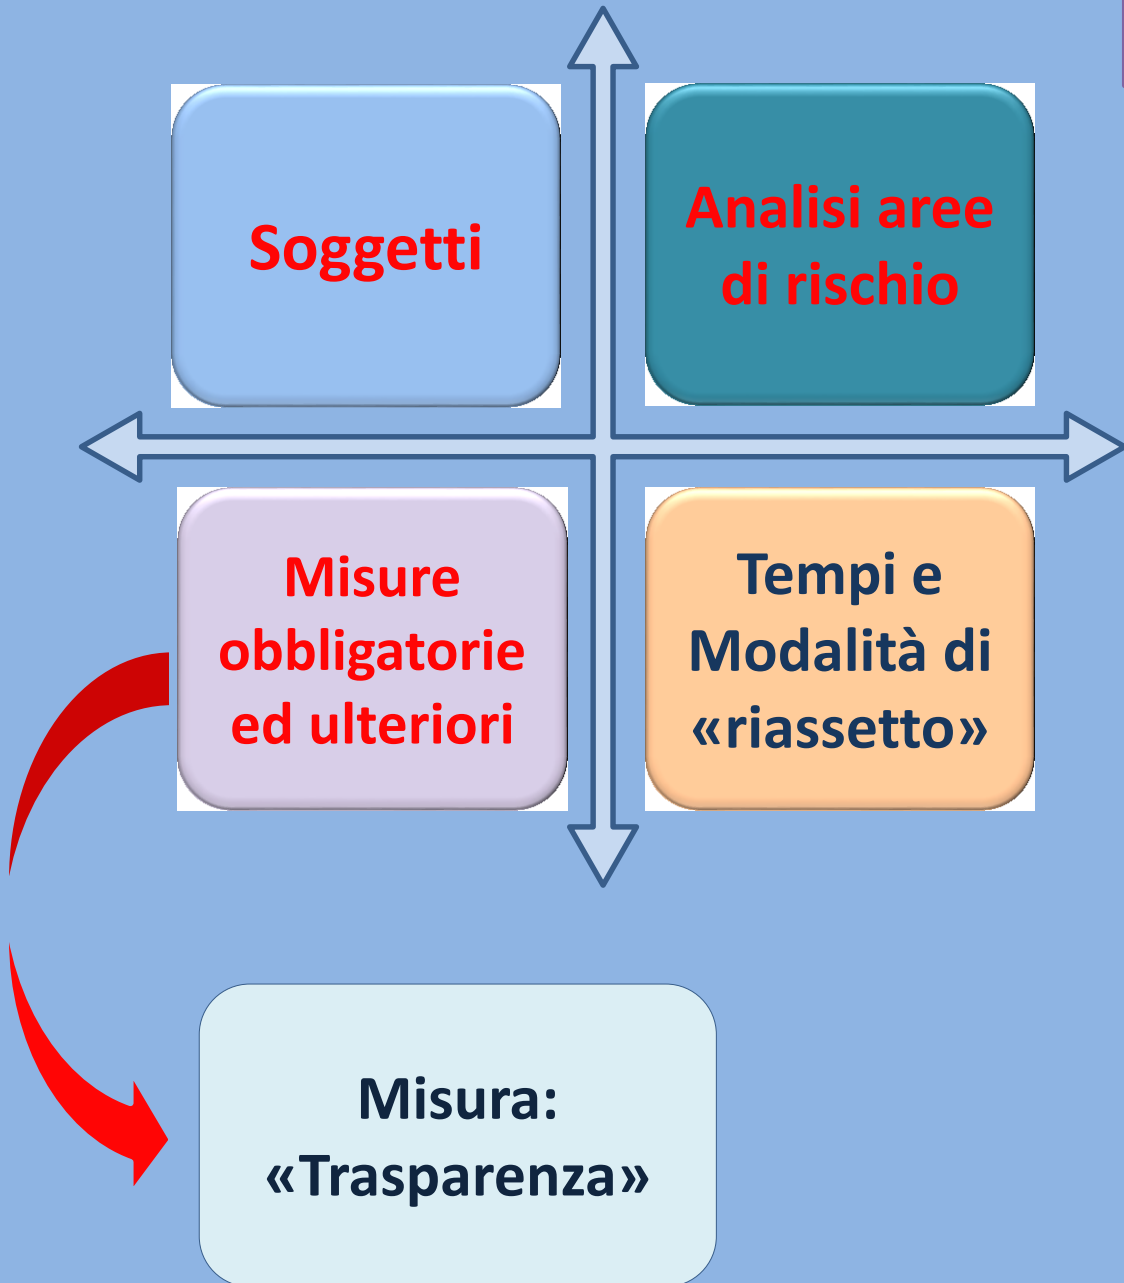 Soggetti
Analisi aree
di rischio
Misure
obbligatorie
ed ulteriori
Tempi e
Modalità di
«riassetto»
Misura:
«Trasparenza»